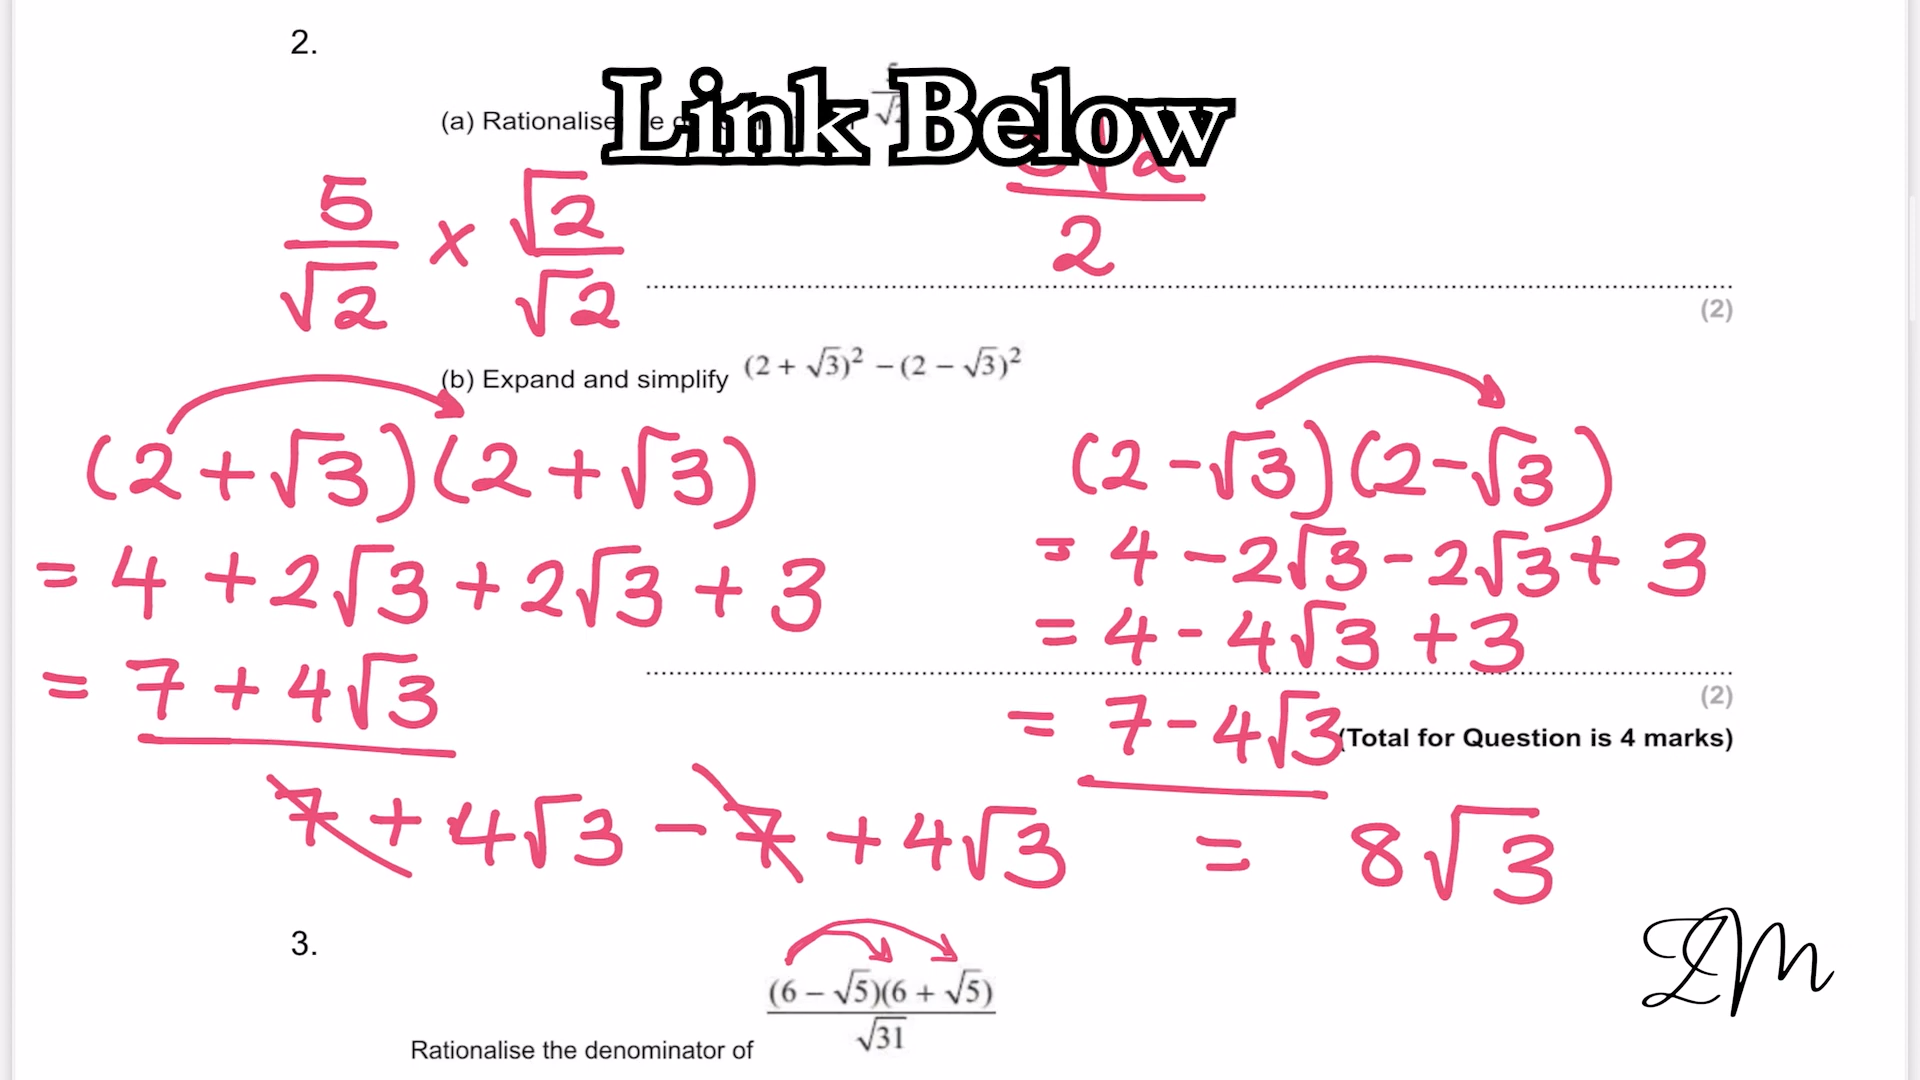 2.
Link Below
(a) Rationalise
5/√2 × √2/√2
2
(2)
(b) Expand and simplify (2 + √3)² − (2 − √3)²
(2 + √3)(2 + √3)
= 4 + 2√3 + 2√3 + 3
= 7 + 4√3
(2 − √3)(2 − √3)
= 4 − 2√3 − 2√3 + 3
= 4 − 4√3 + 3
(2)
= 7 − 4√3
(Total for Question is 4 marks)
7 + 4√3 − 7 + 4√3 = 8√3
3.
Rationalise the denominator of (6 − √5)(6 + √5)/√31